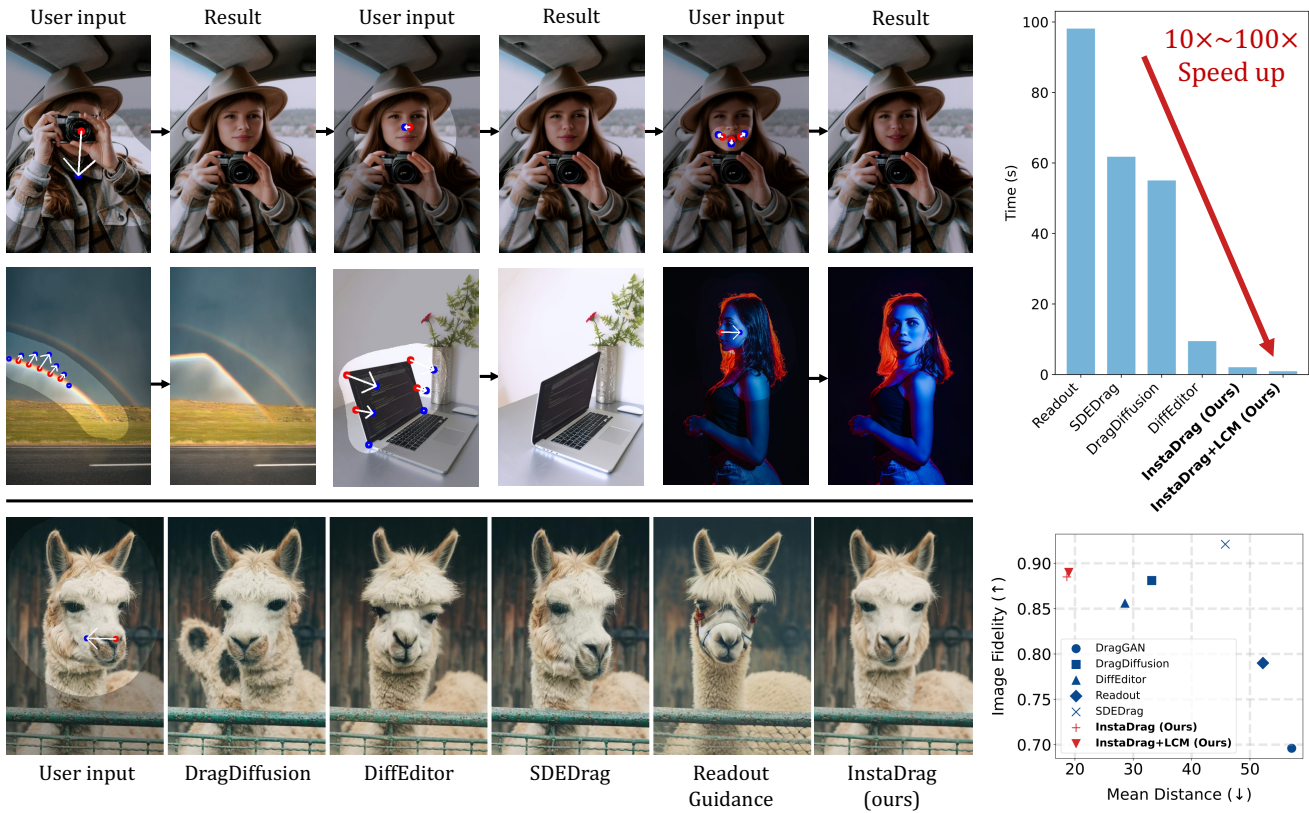 User input
Result
User input
Result
User input
Result
User input
DragDiffusion
DiffEditor
SDEDrag
Readout
Guidance
InstaDrag
(ours)
10×~100×
Speed up
Time (s)
100
80
60
40
20
0
Readout
SDEDrag
DragDiffusion
DiffEditor
InstaDrag (Ours)
InstaDrag+LCM (Ours)
Image Fidelity (↑)
0.90
0.85
0.80
0.75
0.70
DragGAN
DragDiffusion
DiffEditor
Readout
SDEDrag
InstaDrag (Ours)
InstaDrag+LCM (Ours)
20
30
40
50
Mean Distance (↓)